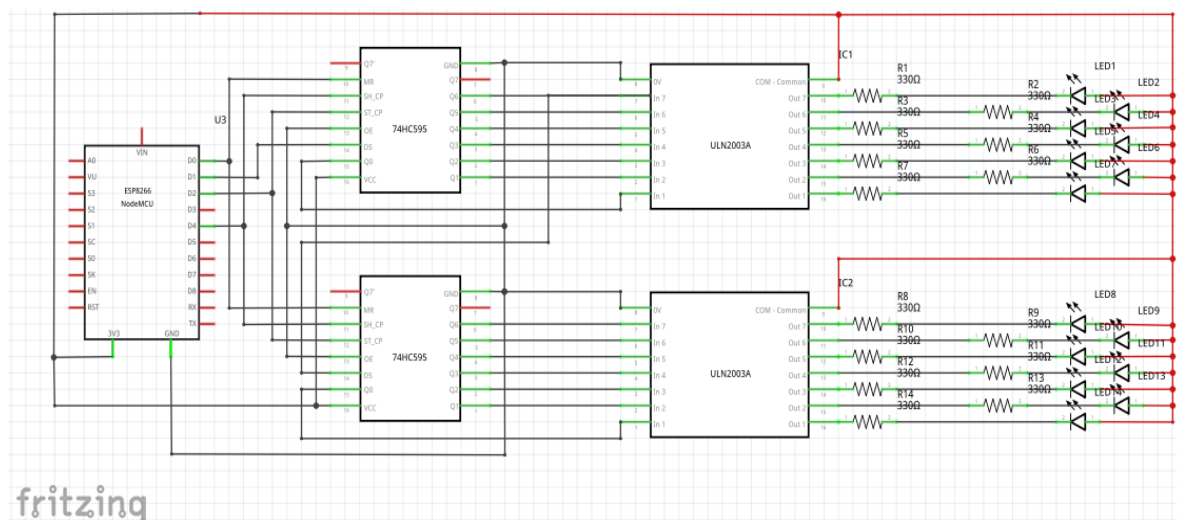 U3
VIN
ESP8266
NodeMCU
A0
VU
S3
S2
S1
SC
S0
SK
EN
RST
D0
D1
D2
D3
D4
D5
D6
D7
D8
RX
TX
3V3
GND
Q7'
MR
SH_CP
ST_CP
OE
DS
Q0
VCC
74HC595
GND
Q7
Q6
Q5
Q4
Q3
Q2
Q1
IC1
0V
In 7
In 6
In 5
In 4
In 3
In 2
In 1
ULN2003A
COM - Common
Out 7
Out 6
Out 5
Out 4
Out 3
Out 2
Out 1
R1
330Ω
R3
330Ω
R5
330Ω
R7
330Ω
R2
330Ω
R4
330Ω
R6
330Ω
LED1
LED2
LED3
LED4
LED6
Q7'
MR
SH_CP
ST_CP
OE
DS
Q0
VCC
74HC595
GND
Q7
Q6
Q5
Q4
Q3
Q2
Q1
IC2
0V
In 7
In 6
In 5
In 4
In 3
In 2
In 1
ULN2003A
COM - Common
Out 7
Out 6
Out 5
Out 4
Out 3
Out 2
Out 1
R8
330Ω
R10
330Ω
R12
330Ω
R14
330Ω
R9
330Ω
R11
330Ω
R13
330Ω
LED8
LED9
LED11
LED13
fritzing